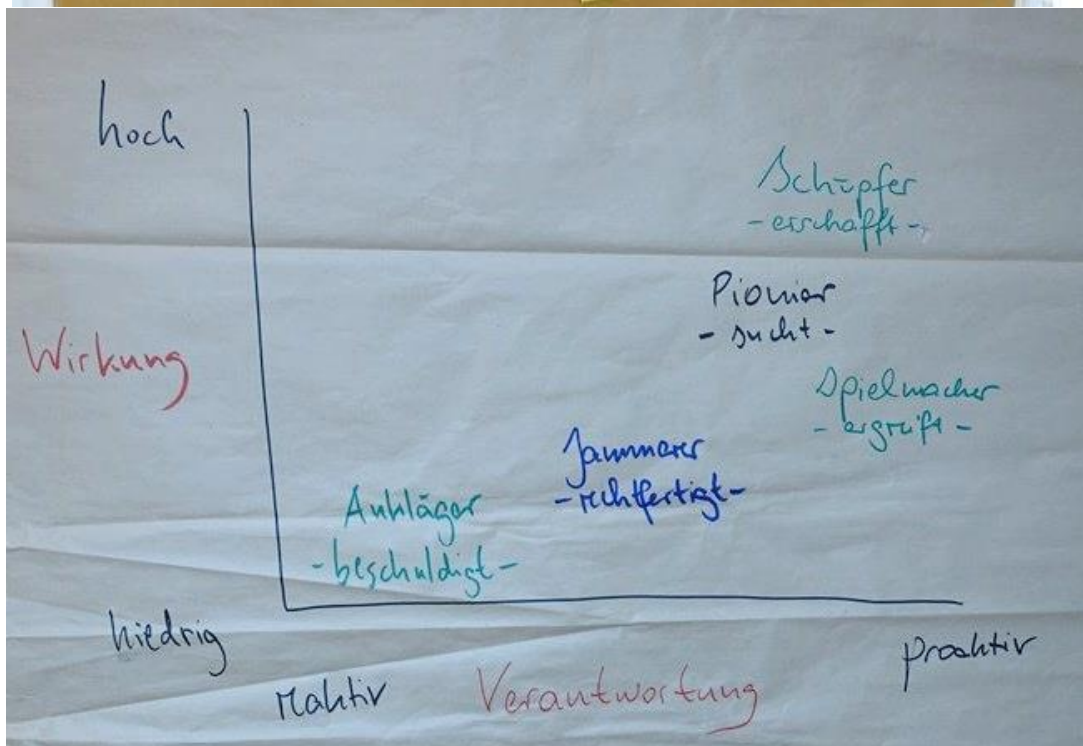 hoch
Schöpfer
- erschafft -
Pionier
- sucht -
Wirkung
Spielmacher
- ergreift -
Jammerer
- rechtfertigt -
Ankläger
- beschuldigt -
niedrig
proaktiv
reaktiv
Verantwortung